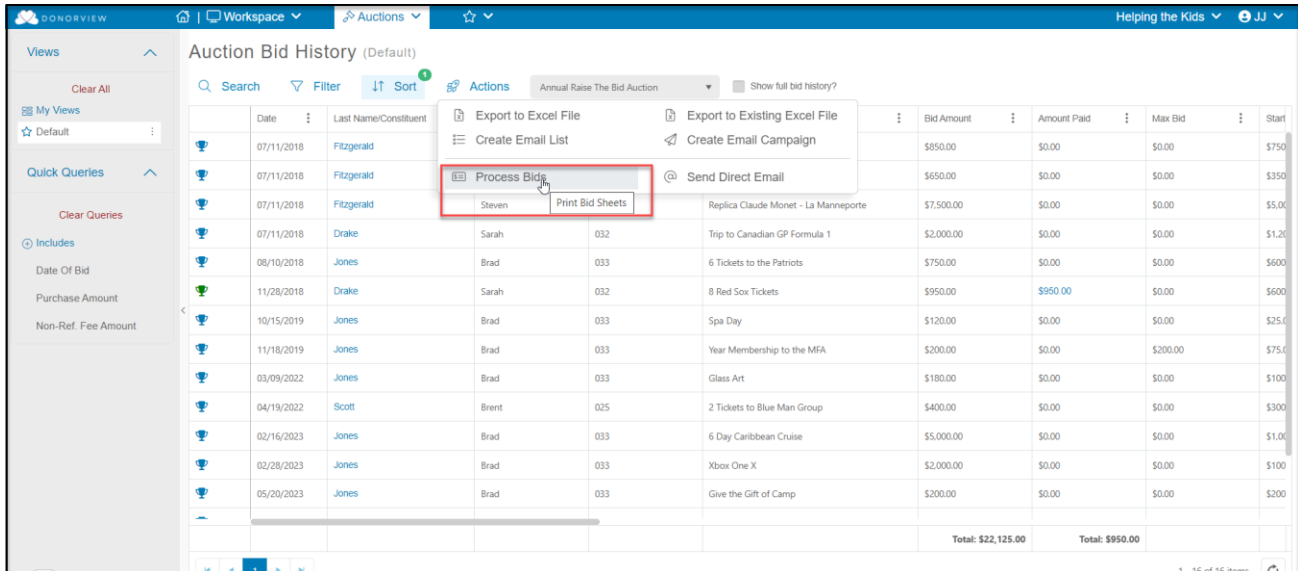 DONORVIEW | Workspace Auctions Helping the Kids JJ
Views
Clear All
My Views
Default
Quick Queries
Clear Queries
Includes
Date Of Bid
Purchase Amount
Non-Ref. Fee Amount
Auction Bid History (Default)
Search Filter Sort 1 Actions Annual Raise The Bid Auction Show full bid history?
Export to Excel File Export to Existing Excel File
Create Email List Create Email Campaign
Process Bids Send Direct Email
Print Bid Sheets
Date Last Name/Constituent Bid Amount Amount Paid Max Bid Start
07/11/2018 Fitzgerald $850.00 $0.00 $0.00 $750
07/11/2018 Fitzgerald $650.00 $0.00 $0.00 $350
07/11/2018 Fitzgerald Steven Replica Claude Monet - La Manneporte $7,500.00 $0.00 $0.00 $5,00
07/11/2018 Drake Sarah 032 Trip to Canadian GP Formula 1 $2,000.00 $0.00 $0.00 $1,20
08/10/2018 Jones Brad 033 6 Tickets to the Patriots $750.00 $0.00 $0.00 $600
11/28/2018 Drake Sarah 032 8 Red Sox Tickets $950.00 $950.00 $0.00 $600
10/15/2019 Jones Brad 033 Spa Day $120.00 $0.00 $0.00 $25.0
11/18/2019 Jones Brad 033 Year Membership to the MFA $200.00 $0.00 $200.00 $75.0
03/09/2022 Jones Brad 033 Glass Art $180.00 $0.00 $0.00 $100
04/19/2022 Scott Brent 025 2 Tickets to Blue Man Group $400.00 $0.00 $0.00 $300
02/16/2023 Jones Brad 033 6 Day Caribbean Cruise $5,000.00 $0.00 $0.00 $1,00
02/28/2023 Jones Brad 033 Xbox One X $2,000.00 $0.00 $0.00 $100
05/20/2023 Jones Brad 033 Give the Gift of Camp $200.00 $0.00 $0.00 $200
Total: $22,125.00 Total: $950.00
1 1 - 16 of 16 items